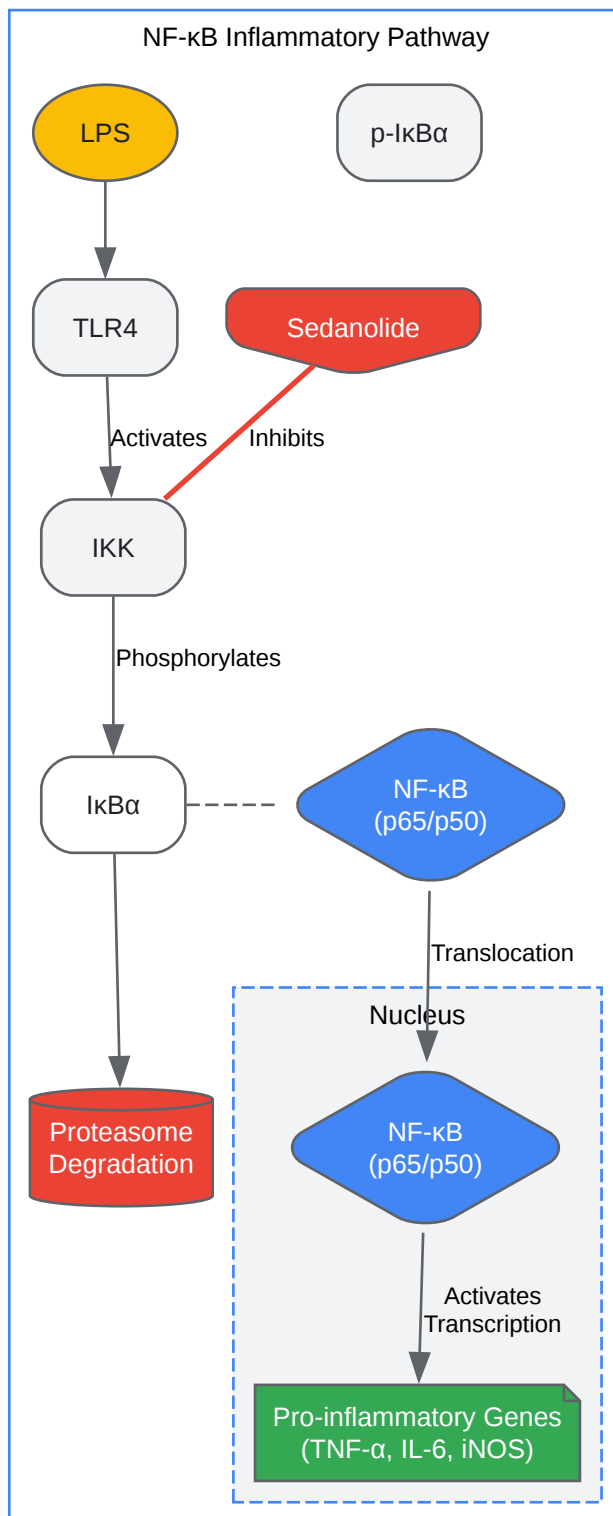 NF-κB Inflammatory Pathway
LPS
p-IκBα
TLR4
Sedanolide
Activates
Inhibits
IKK
Phosphorylates
IκBα
NF-κB
(p65/p50)
Translocation
Nucleus
Proteasome
Degradation
NF-κB
(p65/p50)
Activates
Transcription
Pro-inflammatory Genes
(TNF-α, IL-6, iNOS)